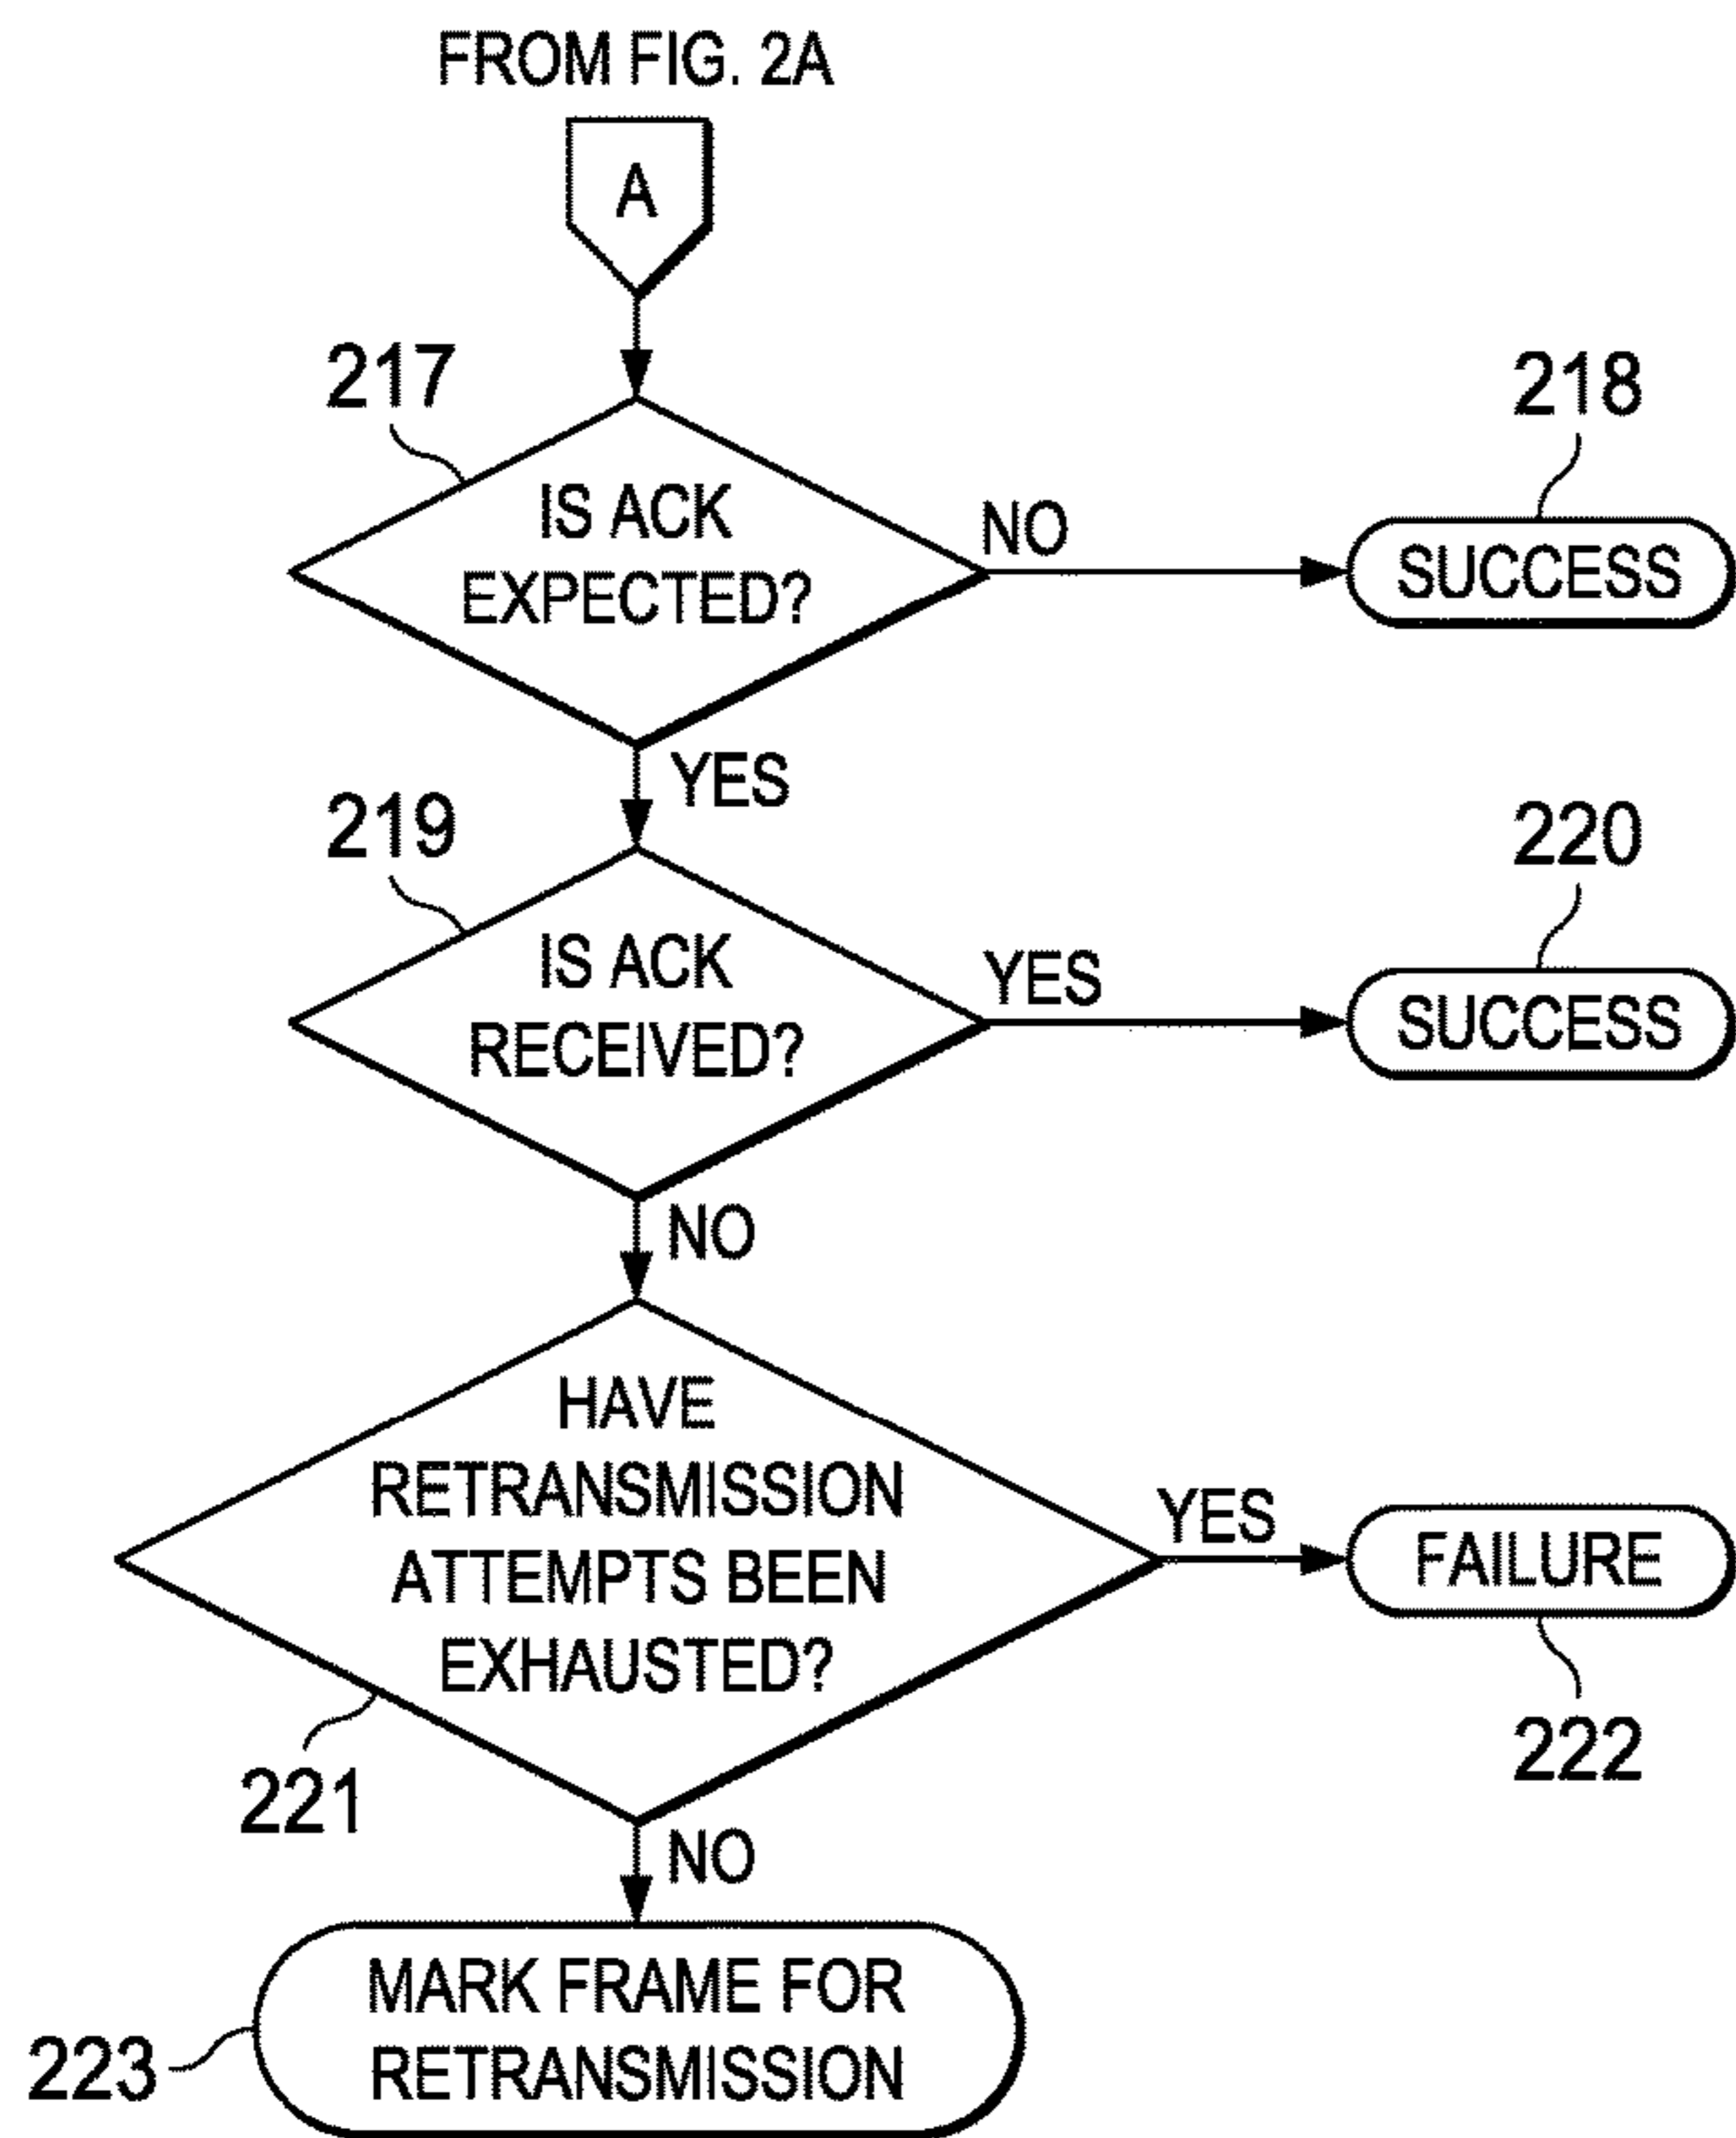 FROM FIG. 2A
A
217
218
IS ACK
EXPECTED?
NO
SUCCESS
YES
219
220
IS ACK
RECEIVED?
YES
SUCCESS
NO
HAVE
RETRANSMISSION
ATTEMPTS BEEN
EXHAUSTED?
YES
FAILURE
221
222
NO
MARK FRAME FOR
RETRANSMISSION
223